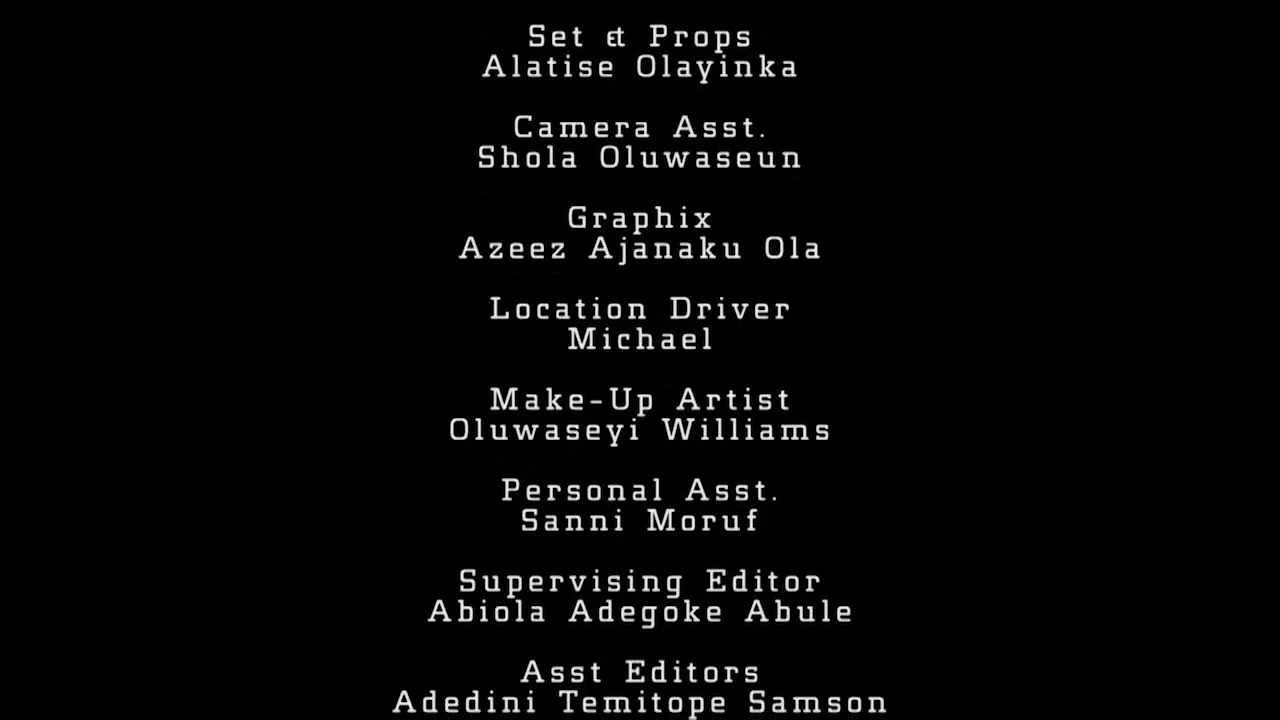 Set & Props
Alatise Olayinka
Camera Asst.
Shola Oluwaseun
Graphix
Azeez Ajanaku Ola
Location Driver
Michael
Make-Up Artist
Oluwaseyi Williams
Personal Asst.
Sanni Moruf
Supervising Editor
Abiola Adegoke Abule
Asst Editors
Adedini Temitope Samson